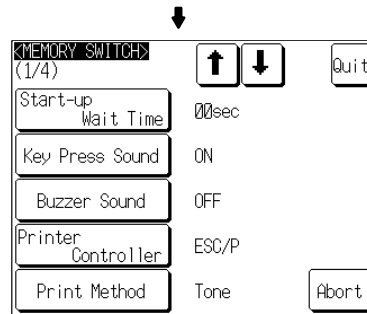 <MEMORY SWITCH>
(1/4)
Quit
Start-up
Wait Time
00sec
Key Press Sound
ON
Buzzer Sound
OFF
Printer
Controller
ESC/P
Print Method
Tone
Abort